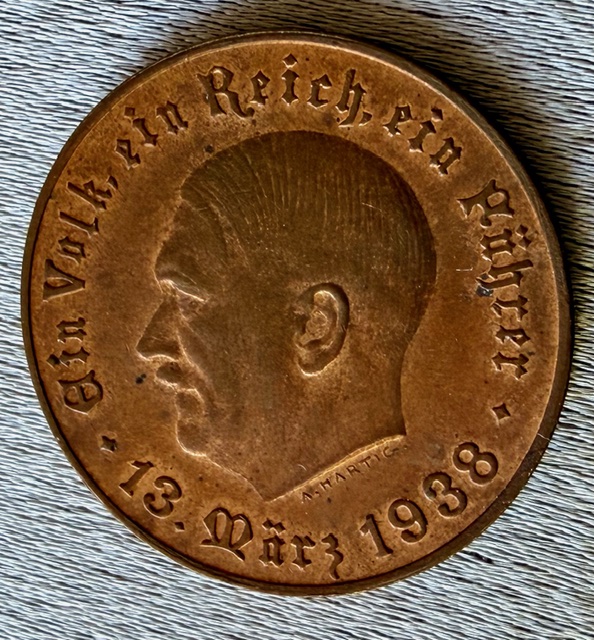 Ein Volk, ein Reich, ein Führer
13. März 1938
A. HARTIG